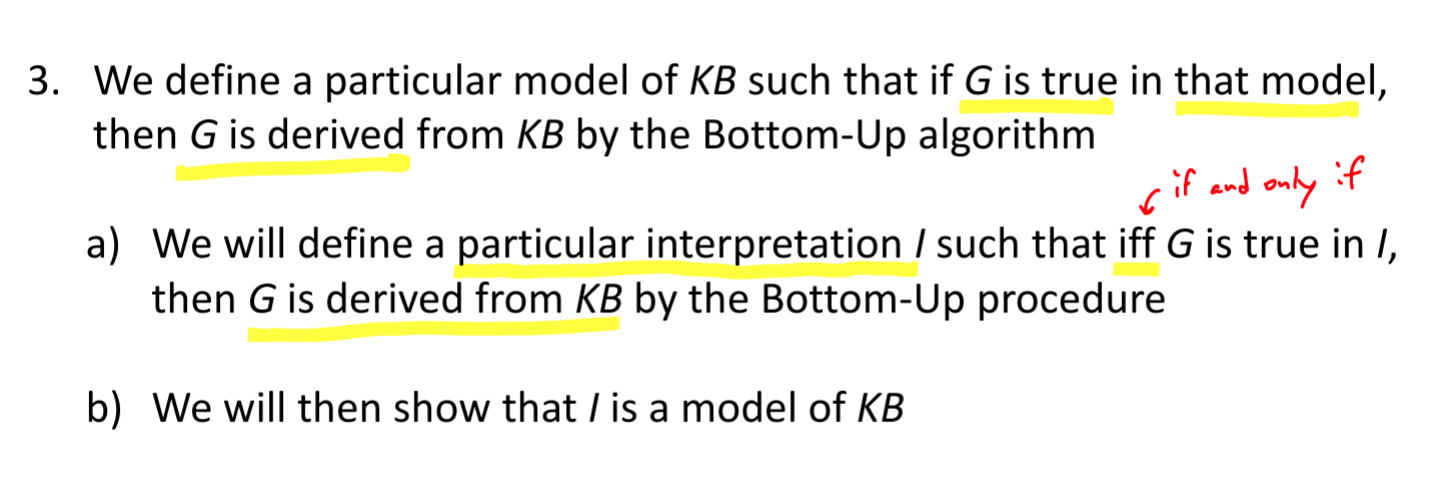 3. We define a particular model of KB such that if G is true in that model,
then G is derived from KB by the Bottom-Up algorithm
if and only if
a) We will define a particular interpretation I such that iff G is true in I,
then G is derived from KB by the Bottom-Up procedure
b) We will then show that I is a model of KB